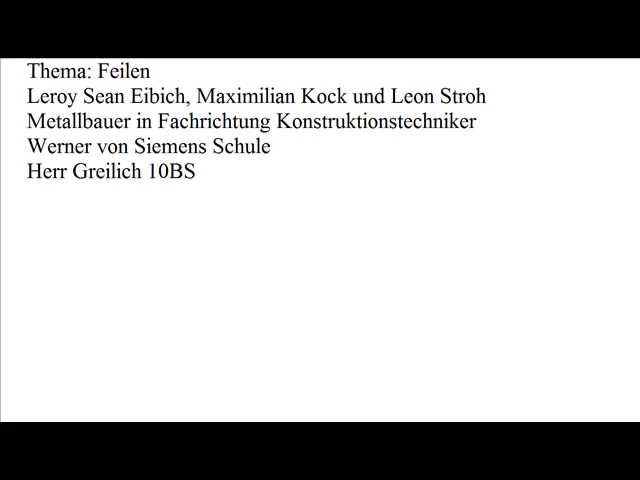 Thema: Feilen
Leroy Sean Eibich, Maximilian Kock und Leon Stroh
Metallbauer in Fachrichtung Konstruktionstechniker
Werner von Siemens Schule
Herr Greilich 10BS